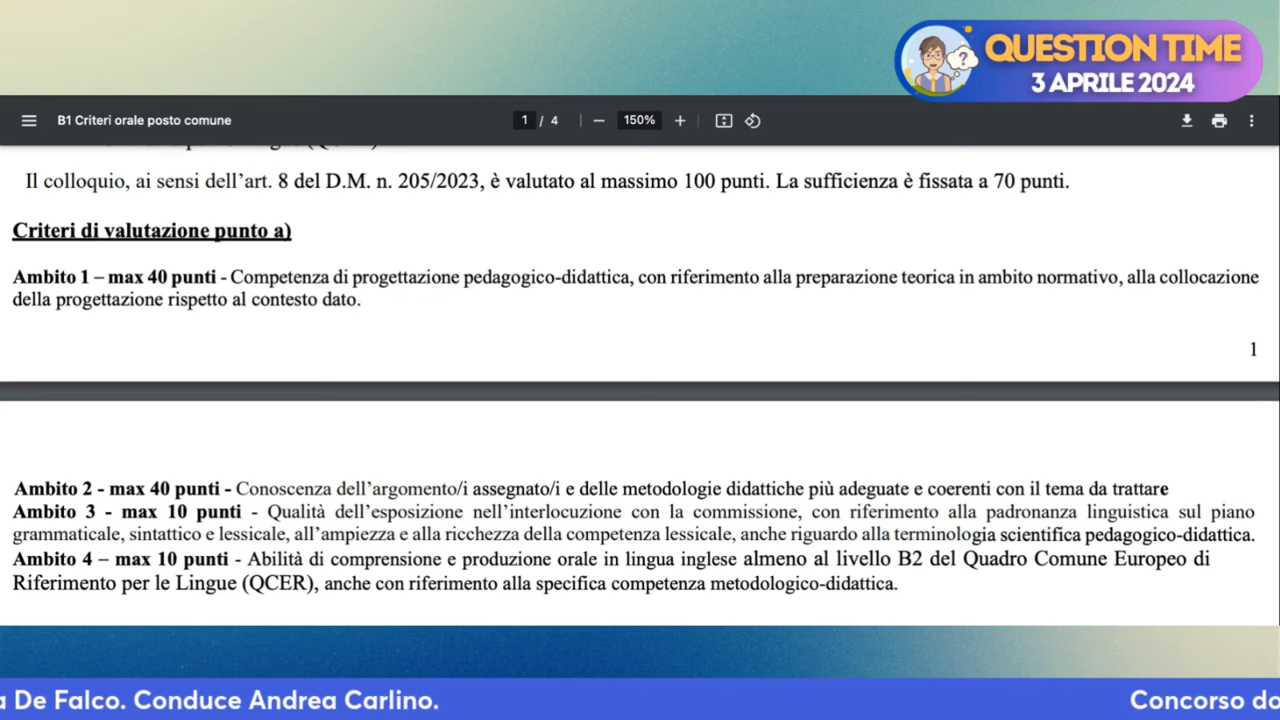 QUESTION TIME
3 APRILE 2024
B1 Criteri orale posto comune
1 / 4
150%
Il colloquio, ai sensi dell’art. 8 del D.M. n. 205/2023, è valutato al massimo 100 punti. La sufficienza è fissata a 70 punti.
Criteri di valutazione punto a)
Ambito 1 – max 40 punti - Competenza di progettazione pedagogico-didattica, con riferimento alla preparazione teorica in ambito normativo, alla collocazione
della progettazione rispetto al contesto dato.
1
Ambito 2 - max 40 punti - Conoscenza dell’argomento/i assegnato/i e delle metodologie didattiche più adeguate e coerenti con il tema da trattare
Ambito 3 - max 10 punti - Qualità dell’esposizione nell’interlocuzione con la commissione, con riferimento alla padronanza linguistica sul piano
grammaticale, sintattico e lessicale, all’ampiezza e alla ricchezza della competenza lessicale, anche riguardo alla terminologia scientifica pedagogico-didattica.
Ambito 4 – max 10 punti - Abilità di comprensione e produzione orale in lingua inglese almeno al livello B2 del Quadro Comune Europeo di
Riferimento per le Lingue (QCER), anche con riferimento alla specifica competenza metodologico-didattica.
a De Falco. Conduce Andrea Carlino.
Concorso do